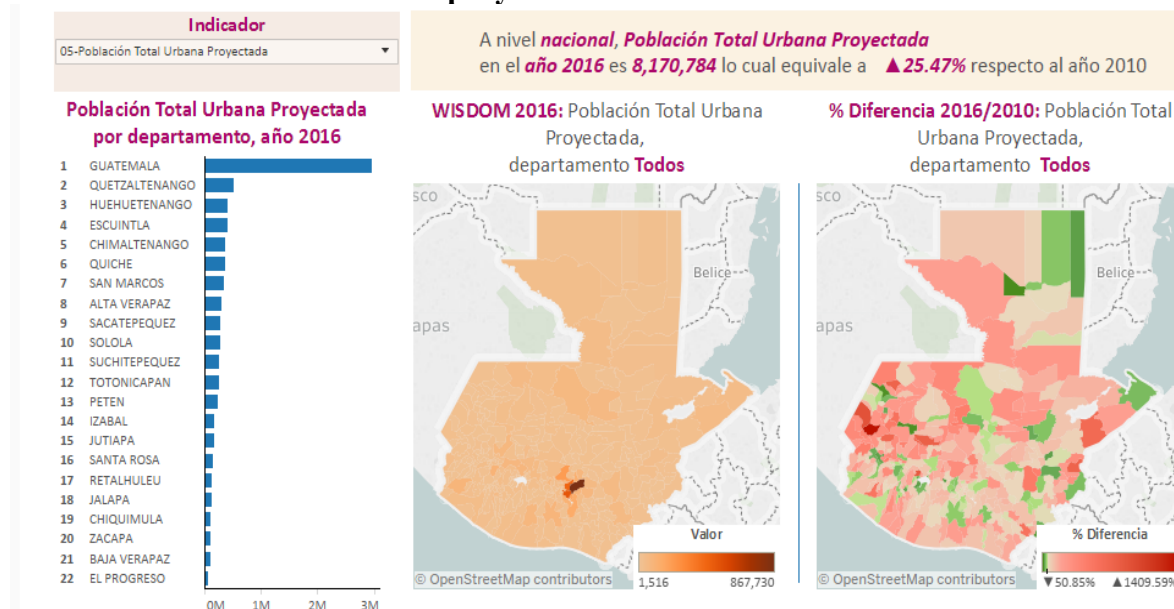 Indicador
05-Población Total Urbana Proyectada
A nivel nacional, Población Total Urbana Proyectada
en el año 2016 es 8,170,784 lo cual equivale a ▲25.47% respecto al año 2010
Población Total Urbana Proyectada
por departamento, año 2016
1 GUATEMALA
2 QUETZALTENANGO
3 HUEHUETENANGO
4 ESCUINTLA
5 CHIMALTENANGO
6 QUICHE
7 SAN MARCOS
8 ALTA VERAPAZ
9 SACATEPEQUEZ
10 SOLOLA
11 SUCHITEPEQUEZ
12 TOTONICAPAN
13 PETEN
14 IZABAL
15 JUTIAPA
16 SANTA ROSA
17 RETALHULEU
18 JALAPA
19 CHIQUIMULA
20 ZACAPA
21 BAJA VERAPAZ
22 EL PROGRESO
0M 1M 2M 3M
WISDOM 2016: Población Total Urbana
Proyectada,
departamento Todos
sco
Belice
apas
Valor
1,516 867,730
© OpenStreetMap contributors
% Diferencia 2016/2010: Población Total
Urbana Proyectada,
departamento Todos
sco
Belice
apas
% Diferencia
▼50.85% ▲1409.59%
© OpenStreetMap contributors